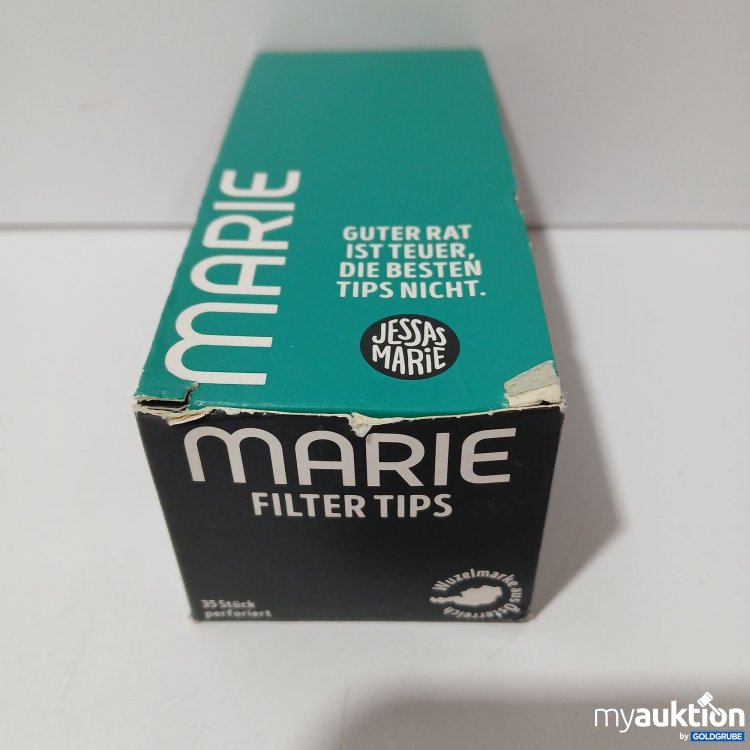 MARIE
GUTER RAT
IST TEUER,
DIE BESTEN
TIPS NICHT.
JESSAS
MARIE
MARIE
FILTER TIPS
35 Stück
perforiert
Wuzelmarke aus Österreich
myauktion
by GOLDGRUBE